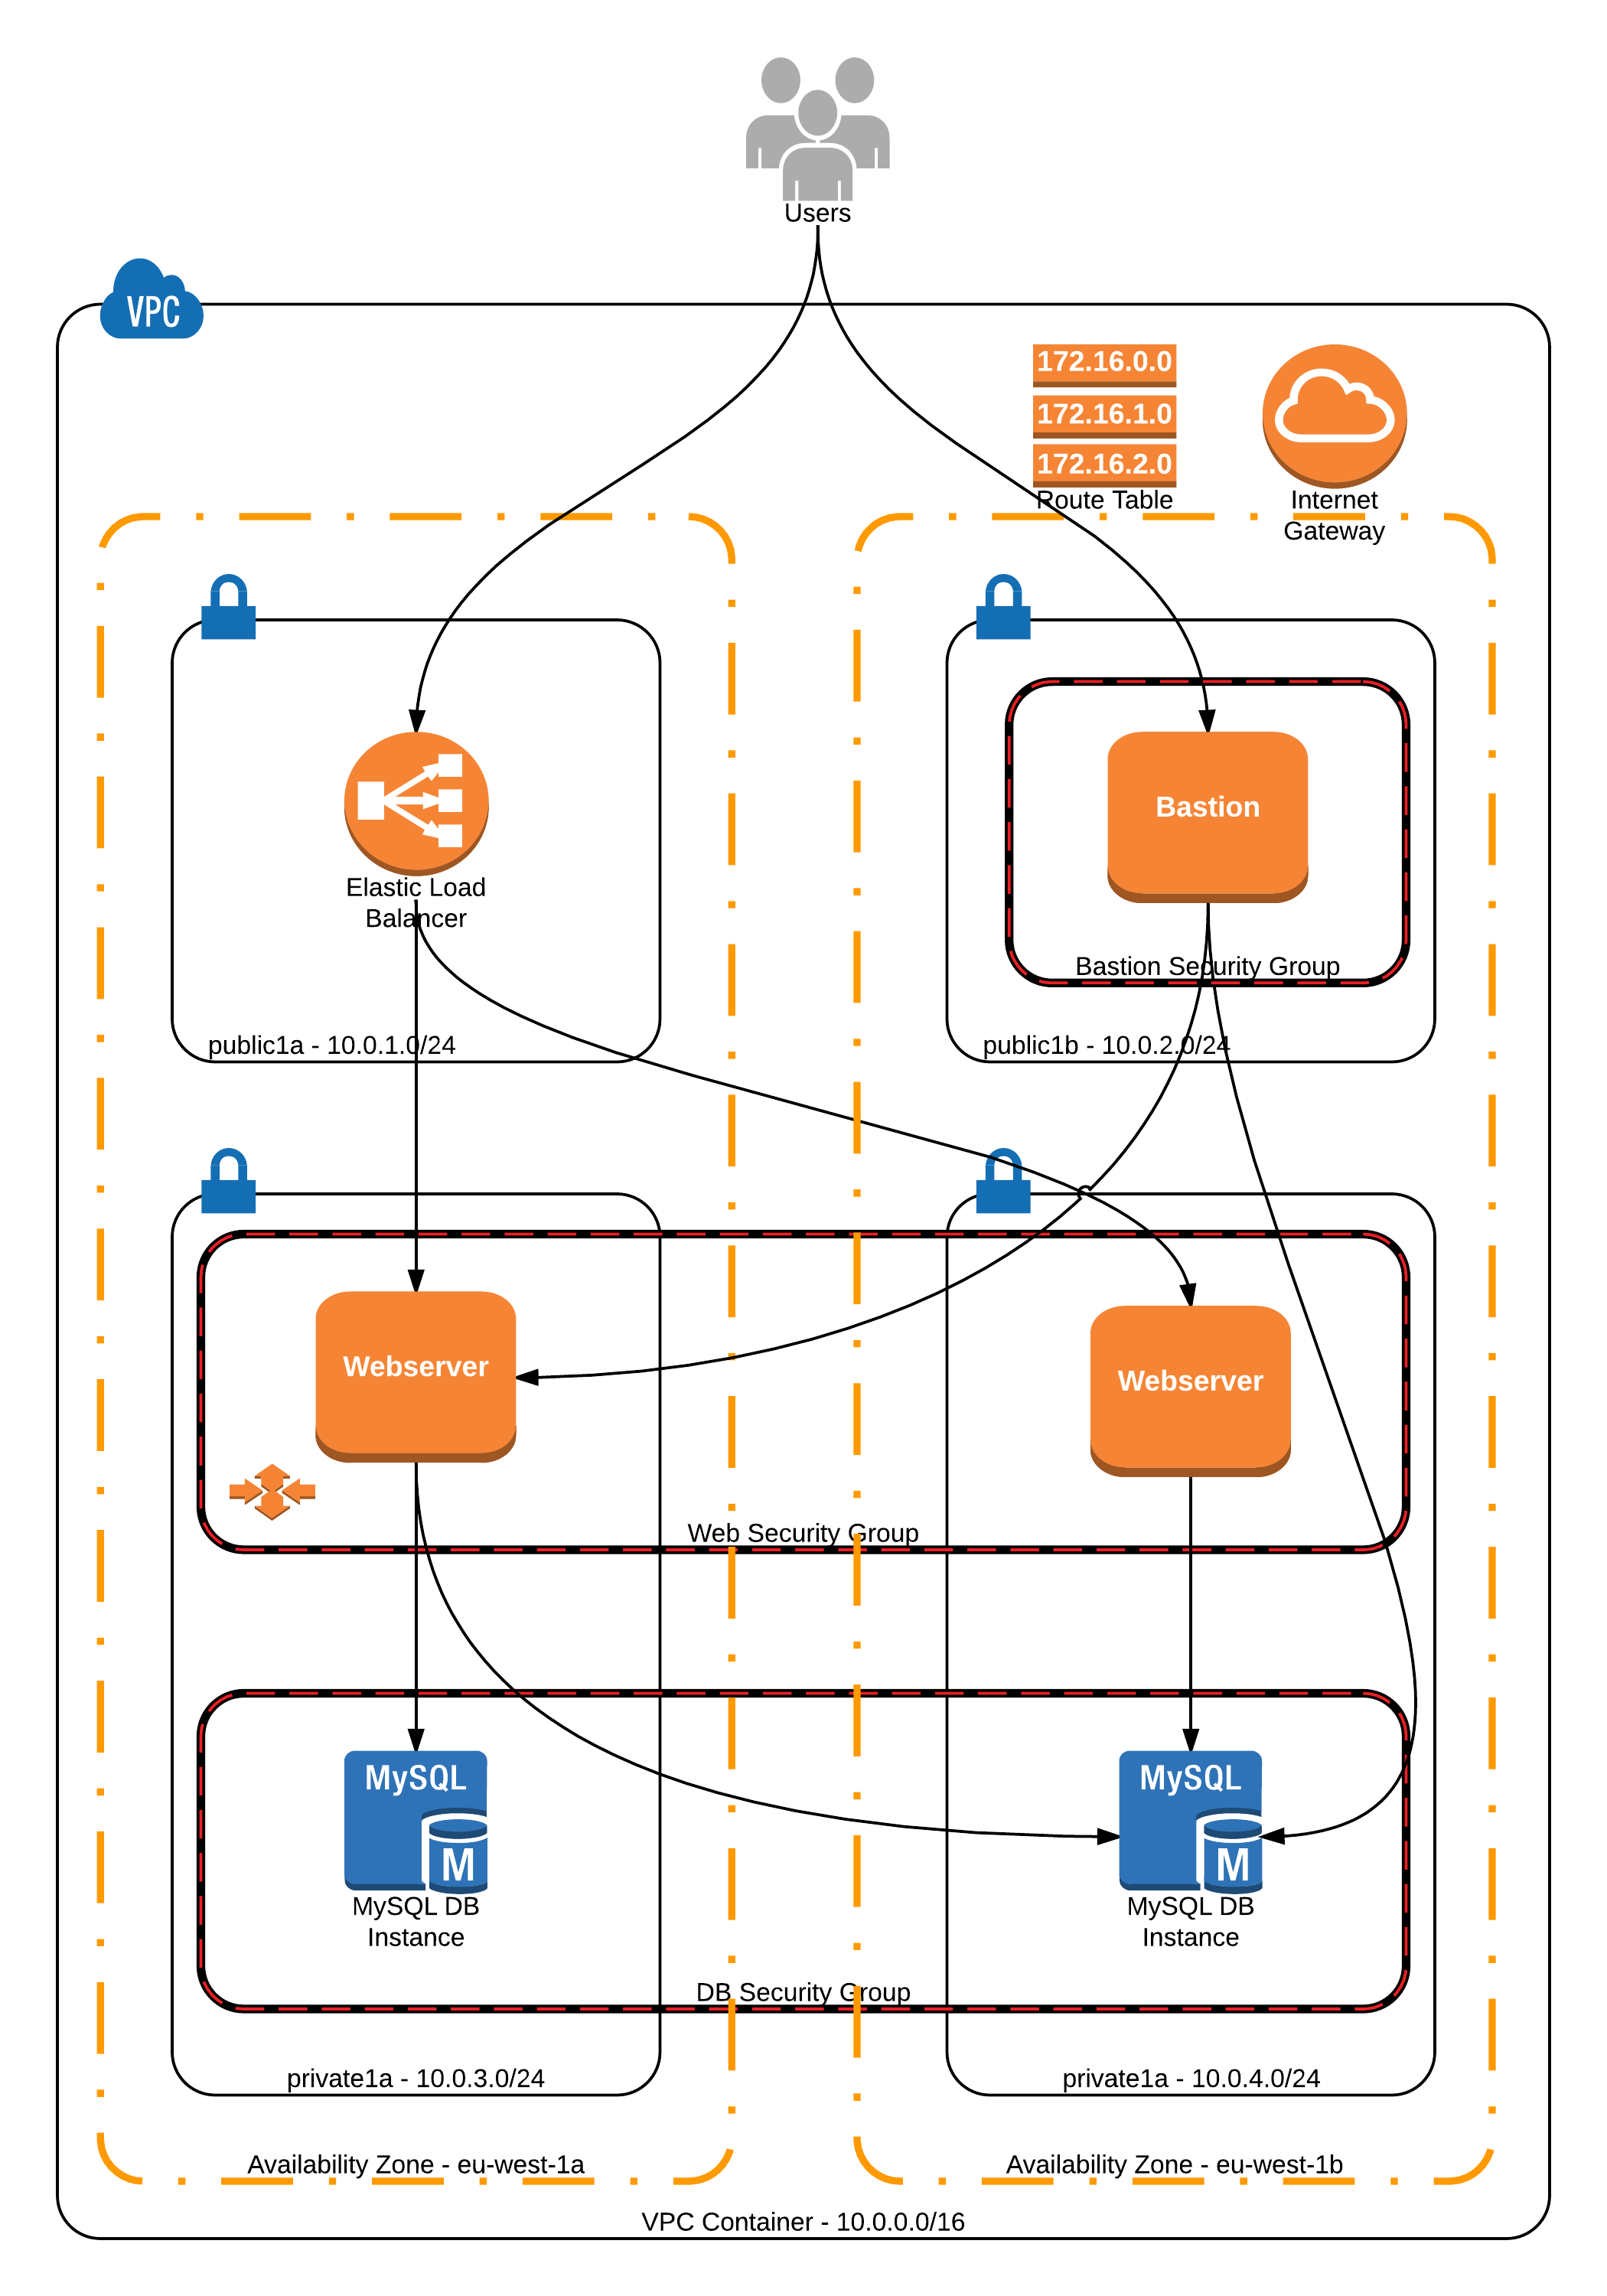 Users
VPC
172.16.0.0
172.16.1.0
172.16.2.0
Route Table
Internet
Gateway
Elastic Load
Balancer
Bastion
Bastion Security Group
public1a - 10.0.1.0/24
public1b - 10.0.2.0/24
Webserver
Webserver
Web Security Group
MySQL
M
MySQL DB
Instance
MySQL
M
MySQL DB
Instance
DB Security Group
private1a - 10.0.3.0/24
private1a - 10.0.4.0/24
Availability Zone - eu-west-1a
Availability Zone - eu-west-1b
VPC Container - 10.0.0.0/16